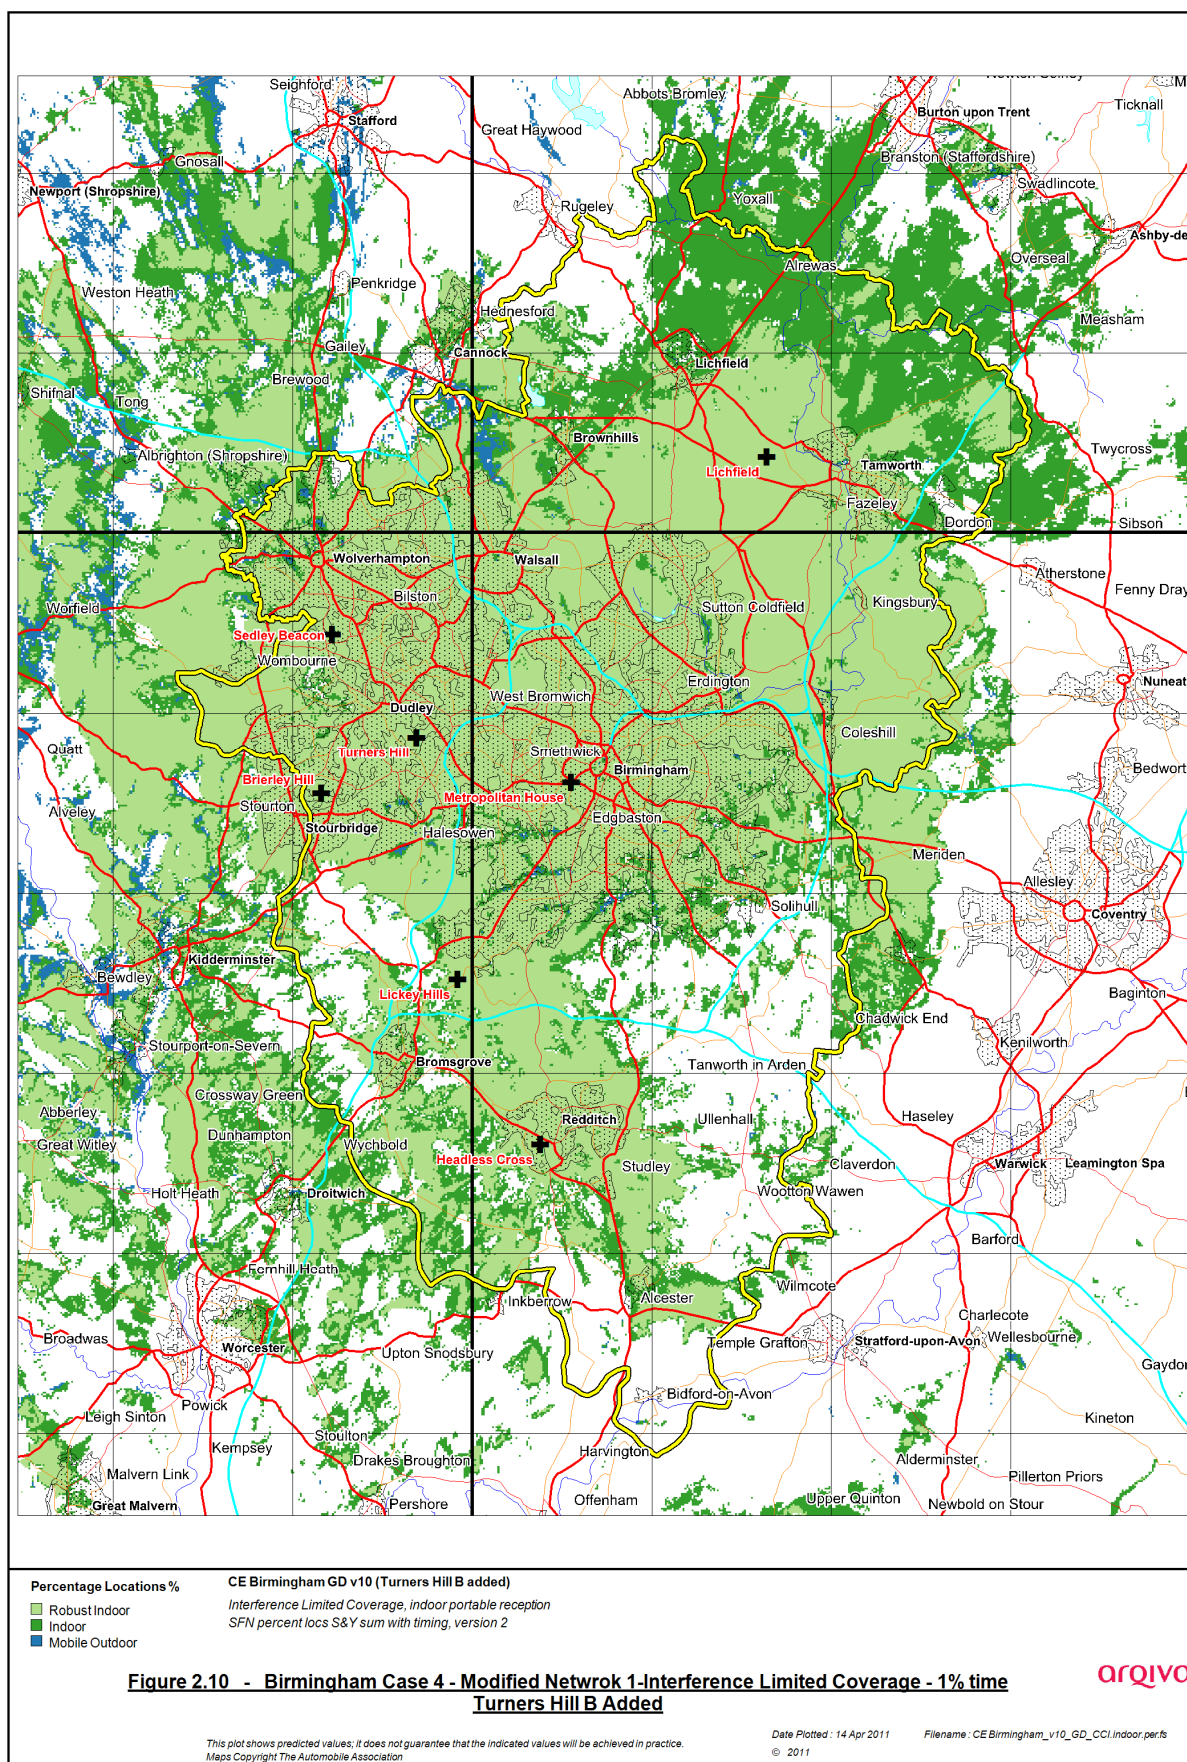 Newton Solney
Seighford
Abbots Bromley
Ticknall
Burton upon Trent
Stafford
Great Haywood
Gnosall
Branston (Staffordshire)
Swadlincote
Newport (Shropshire)
Yoxall
Rugeley
Ashby-de
Overseal
Alrewas
Penkridge
Weston Heath
Hednesford
Measham
Gailey
Cannock
Lichfield
Brewood
Shifnal
Tong
Brownhills
Twycross
Albrighton (Shropshire)
Lichfield
Tamworth
Fazeley
Dordon
Sibson
Wolverhampton
Walsall
Atherstone
Fenny Dray
Bilston
Worfield
Sutton Coldfield
Kingsbury
Sedley Beacon
Wombourne
Erdington
Nuneat
West Bromwich
Dudley
Coleshill
Quatt
Turners Hill
Smethwick
Birmingham
Bedwort
Brierley Hill
Metropolitan House
Stourton
Alveley
Edgbaston
Stourbridge
Halesowen
Meriden
Allesley
Solihull
Coventry
Kidderminster
Bewdley
Lickey Hills
Baginton
Chadwick End
Stourport-on-Severn
Kenilworth
Bromsgrove
Tanworth in Arden
Crossway Green
Abberley
Redditch
Ullenhall
Haseley
Dunhampton
Great Witley
Wychbold
Headless Cross
Studley
Claverdon
Warwick
Leamington Spa
Holt Heath
Droitwich
Wootton Wawen
Barford
Fernhill Heath
Wilmcote
Inkberrow
Alcester
Charlecote
Broadwas
Worcester
Upton Snodsbury
Temple Grafton
Stratford-upon-Avon
Wellesbourne
Gaydon
Bidford-on-Avon
Powick
Leigh Sinton
Kineton
Stoulton
Kempsey
Harvington
Drakes Broughton
Alderminster
Malvern Link
Pillerton Priors
Great Malvern
Pershore
Offenham
Upper Quinton
Newbold on Stour
Percentage Locations %
Robust Indoor
Indoor
Mobile Outdoor
CE Birmingham GD v10 (Turners Hill B added)
Interference Limited Coverage, indoor portable reception
SFN percent locs S&Y sum with timing, version 2
Figure 2.10 - Birmingham Case 4 - Modified Netwrok 1-Interference Limited Coverage - 1% time
Turners Hill B Added
arqiva
This plot shows predicted values; it does not guarantee that the indicated values will be achieved in practice.
Maps Copyright The Automobile Association
Date Plotted : 14 Apr 2011
Filename : CE Birmingham_v10_GD_CCI.indoor.per.fs
© 2011